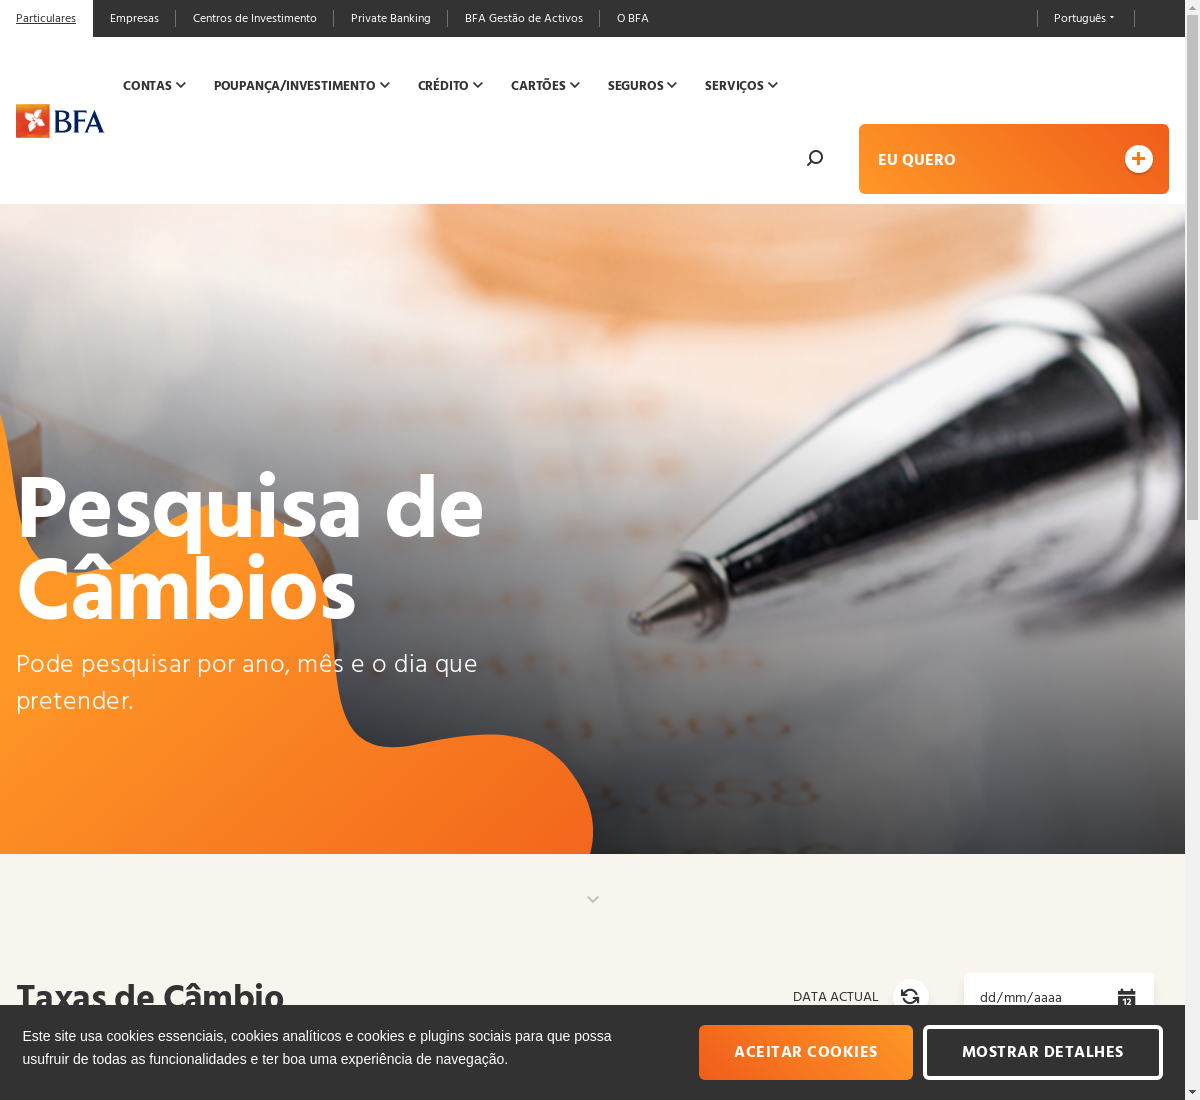 Particulares
Empresas
Centros de Investimento
Private Banking
BFA Gestão de Activos
O BFA
Português
CONTAS
POUPANÇA/INVESTIMENTO
CRÉDITO
CARTÕES
SEGUROS
SERVIÇOS
BFA
EU QUERO
Pesquisa de
Câmbios
Pode pesquisar por ano, mês e o dia que
pretender.
Taxas de Câmbio
DATA ACTUAL
dd/mm/aaaa
12
Este site usa cookies essenciais, cookies analíticos e cookies e plugins sociais para que possa
usufruir de todas as funcionalidades e ter boa uma experiência de navegação.
ACEITAR COOKIES
MOSTRAR DETALHES